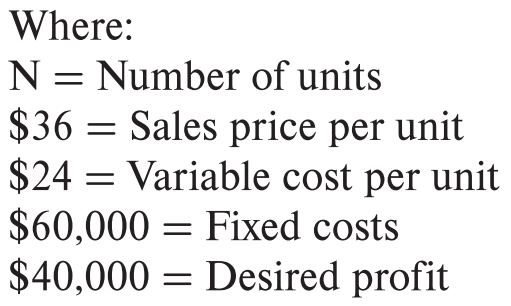 Where:
N = Number of units
$36 = Sales price per unit
$24 = Variable cost per unit
$60,000 = Fixed costs
$40,000 = Desired profit